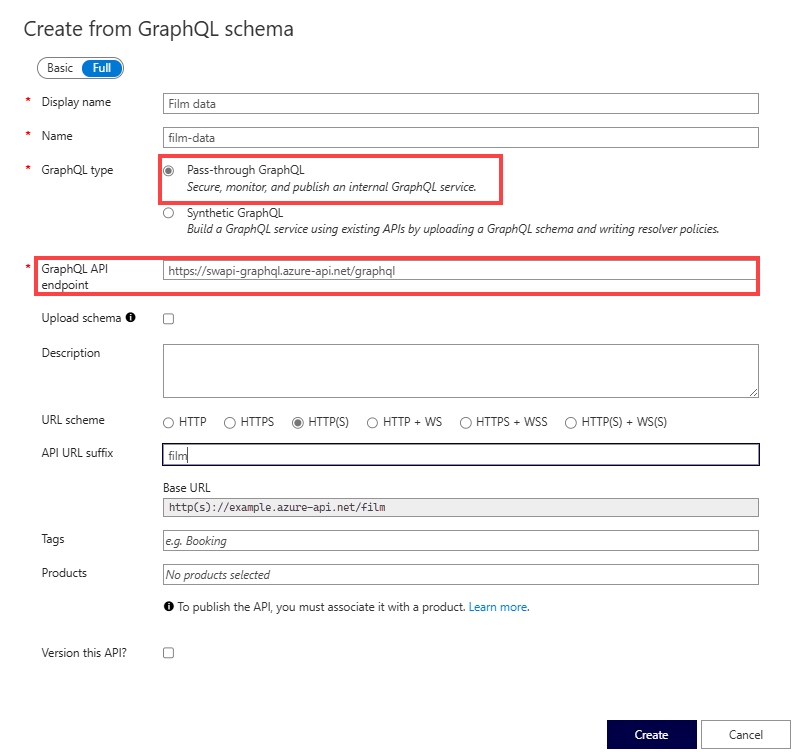 Create from GraphQL schema
Basic Full
* Display name Film data
* Name film-data
* GraphQL type Pass-through GraphQL
Secure, monitor, and publish an internal GraphQL service.
Synthetic GraphQL
Build a GraphQL service using existing APIs by uploading a GraphQL schema and writing resolver policies.
* GraphQL API https://swapi-graphql.azure-api.net/graphql
endpoint
Upload schema
Description
URL scheme HTTP HTTPS HTTP(S) HTTP + WS HTTPS + WSS HTTP(S) + WS(S)
API URL suffix film
Base URL
http(s)://example.azure-api.net/film
Tags e.g. Booking
Products No products selected
To publish the API, you must associate it with a product. Learn more.
Version this API?
Create Cancel